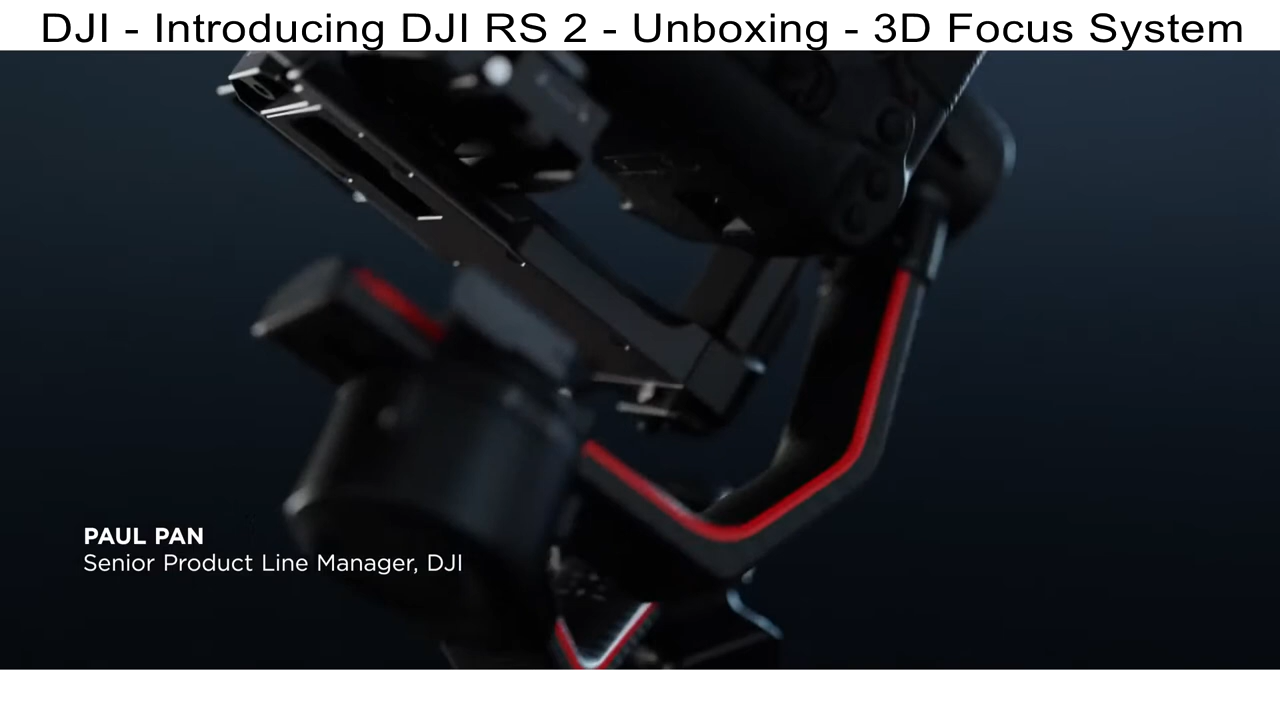 DJI - Introducing DJI RS 2 - Unboxing - 3D Focus System
PAUL PAN
Senior Product Line Manager, DJI